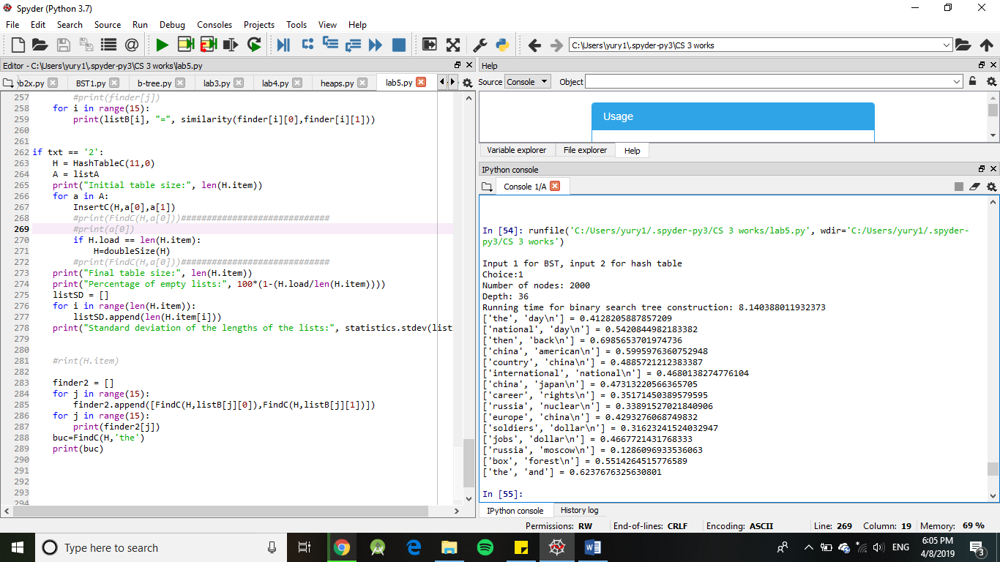 Spyder (Python 3.7)
File Edit Search Source Run Debug Consoles Projects Tools View Help
C:\Users\yury1\.spyder-py3\CS 3 works
Editor - C:\Users\yury1\.spyder-py3\CS 3 works\lab5.py
b2x.py BST1.py b-tree.py lab3.py lab4.py heaps.py lab5.py
257 #print(finder[j])
258 for i in range(15):
259 print(listB[i], "=", similarity(finder[i][0],finder[i][1]))
260
261
262 if txt == '2':
263 H = HashTableC(11,0)
264 A = listA
265 print("Initial table size:", len(H.item))
266 for a in A:
267 InsertC(H,a[0],a[1])
268 #print(FindC(H,a[0]))#############################
269 #print(a[0])
270 if H.load == len(H.item):
271 H=doubleSize(H)
272 #print(FindC(H,a[0]))#############################
273 print("Final table size:", len(H.item))
274 print("Percentage of empty lists:", 100*(1-(H.load/len(H.item))))
275 listSD = []
276 for i in range(len(H.item)):
277 listSD.append(len(H.item[i]))
278 print("Standard deviation of the lengths of the lists:", statistics.stdev(list
279
280
281 #rint(H.item)
282
283 finder2 = []
284 for j in range(15):
285 finder2.append([FindC(H,listB[j][0]),FindC(H,listB[j][1])])
286 for j in range(15):
287 print(finder2[j])
288 buc=FindC(H,'the')
289 print(buc)
290
291
292
293
294
Help
Source Console Object
Usage
Variable explorer File explorer Help
IPython console
Console 1/A
In [54]: runfile('C:/Users/yury1/.spyder-py3/CS 3 works/lab5.py', wdir='C:/Users/yury1/.spyder-
py3/CS 3 works')
Input 1 for BST, input 2 for hash table
Choice:1
Number of nodes: 2000
Depth: 36
Running time for binary search tree construction: 8.140388011932373
['the', 'day\n'] = 0.4128205887857209
['national', 'day\n'] = 0.5420844982183382
['then', 'back\n'] = 0.6985653701974736
['china', 'american\n'] = 0.5995976360752948
['country', 'china\n'] = 0.4885721212383387
['international', 'national\n'] = 0.4680138274776104
['china', 'japan\n'] = 0.47313220566365705
['career', 'rights\n'] = 0.35171450389579595
['russia', 'nuclear\n'] = 0.33891527021840906
['europe', 'china\n'] = 0.4293276068749832
['soldiers', 'dollar\n'] = 0.31623241524032947
['jobs', 'dollar\n'] = 0.4667721431768333
['russia', 'moscow\n'] = 0.1286096933536063
['box', 'forest\n'] = 0.5514264515776589
['the', 'and'] = 0.6237676325630801
In [55]:
IPython console History log
Permissions: RW End-of-lines: CRLF Encoding: ASCII Line: 269 Column: 19 Memory: 69 %
Type here to search
ENG
6:05 PM
4/8/2019
3